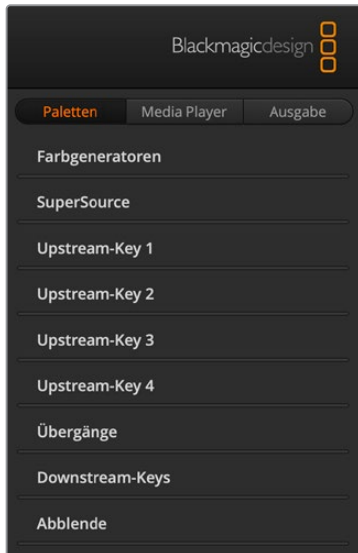 Blackmagicdesign
Paletten Media Player Ausgabe
Farbgeneratoren
SuperSource
Upstream-Key 1
Upstream-Key 2
Upstream-Key 3
Upstream-Key 4
Übergänge
Downstream-Keys
Abblende